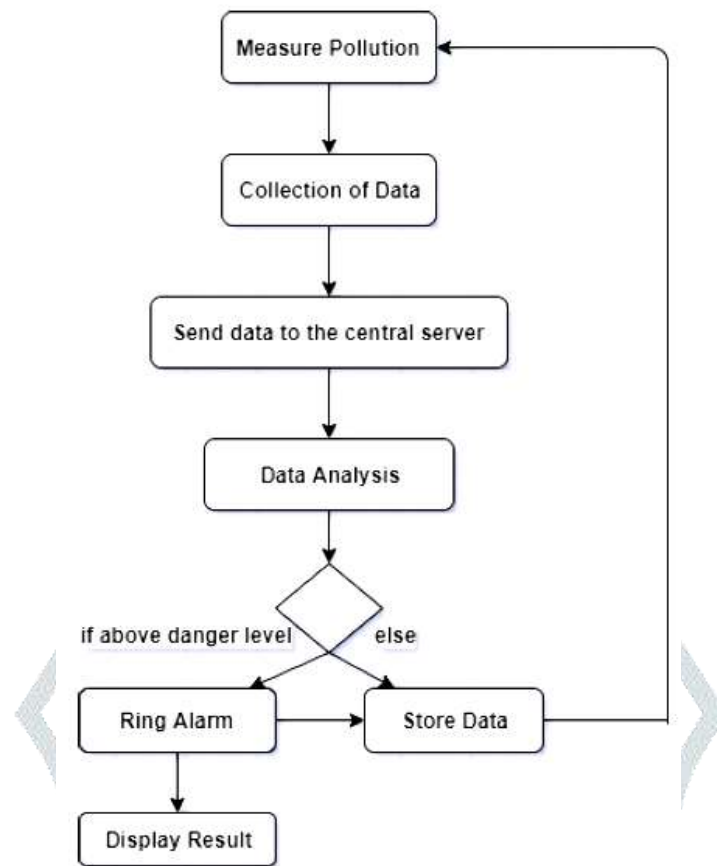 Measure Pollution
Collection of Data
Send data to the central server
Data Analysis
if above danger level
else
Ring Alarm
Store Data
Display Result